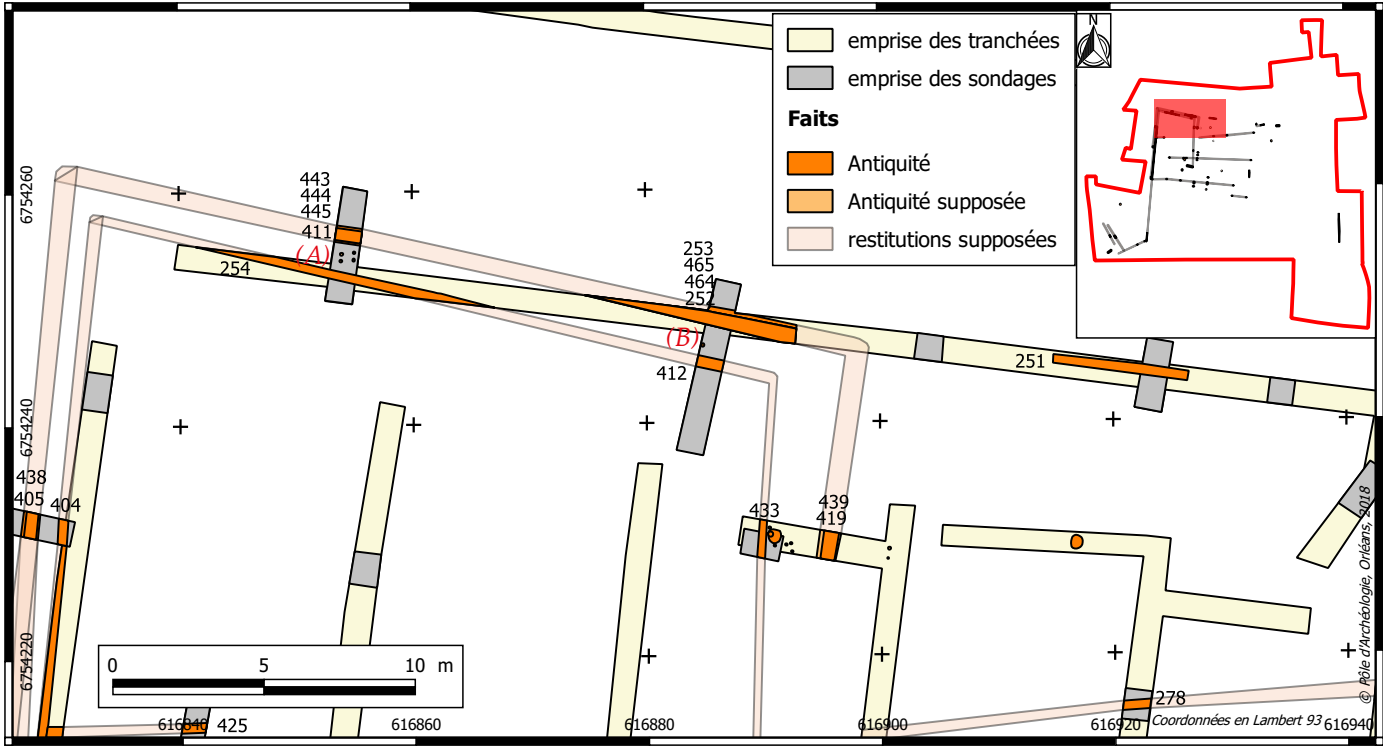 emprise des tranchées
emprise des sondages
Faits
Antiquité
Antiquité supposée
restitutions supposées
N
6754260
6754240
6754220
443
444
445
411
(A)
254
253
465
464
252
(B)
412
251
438
405 404
433
439
419
278
425
0 5 10 m
616840
616860
616880
616900
616920
616940
Coordonnées en Lambert 93
© Pôle d'Archéologie, Orléans, 2018